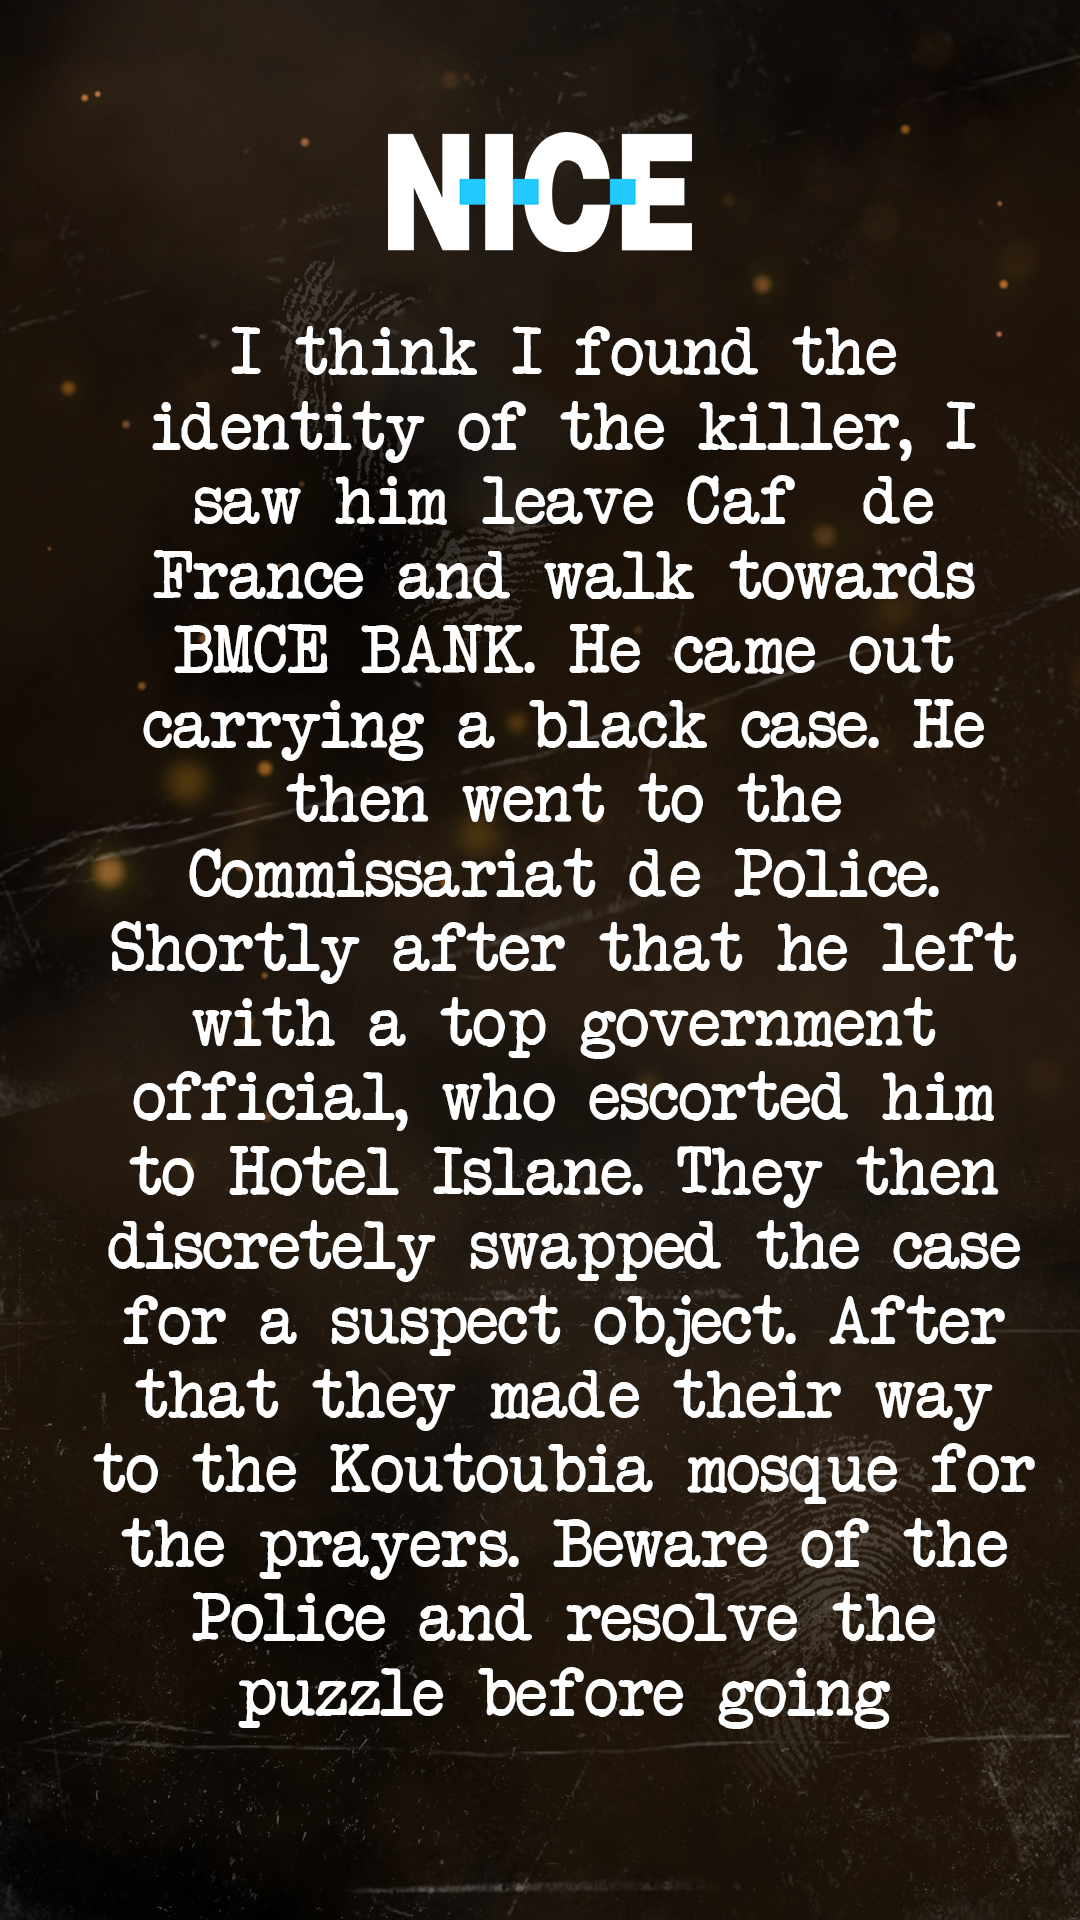 NICE
I think I found the
identity of the killer, I
saw him leave Caf  de
France and walk towards
BMCE BANK. He came out
carrying a black case. He
then went to the
Commissariat de Police.
Shortly after that he left
with a top government
official, who escorted him
to Hotel Islane. They then
discretely swapped the case
for a suspect object. After
that they made their way
to the Koutoubia mosque for
the prayers. Beware of the
Police and resolve the
puzzle before going